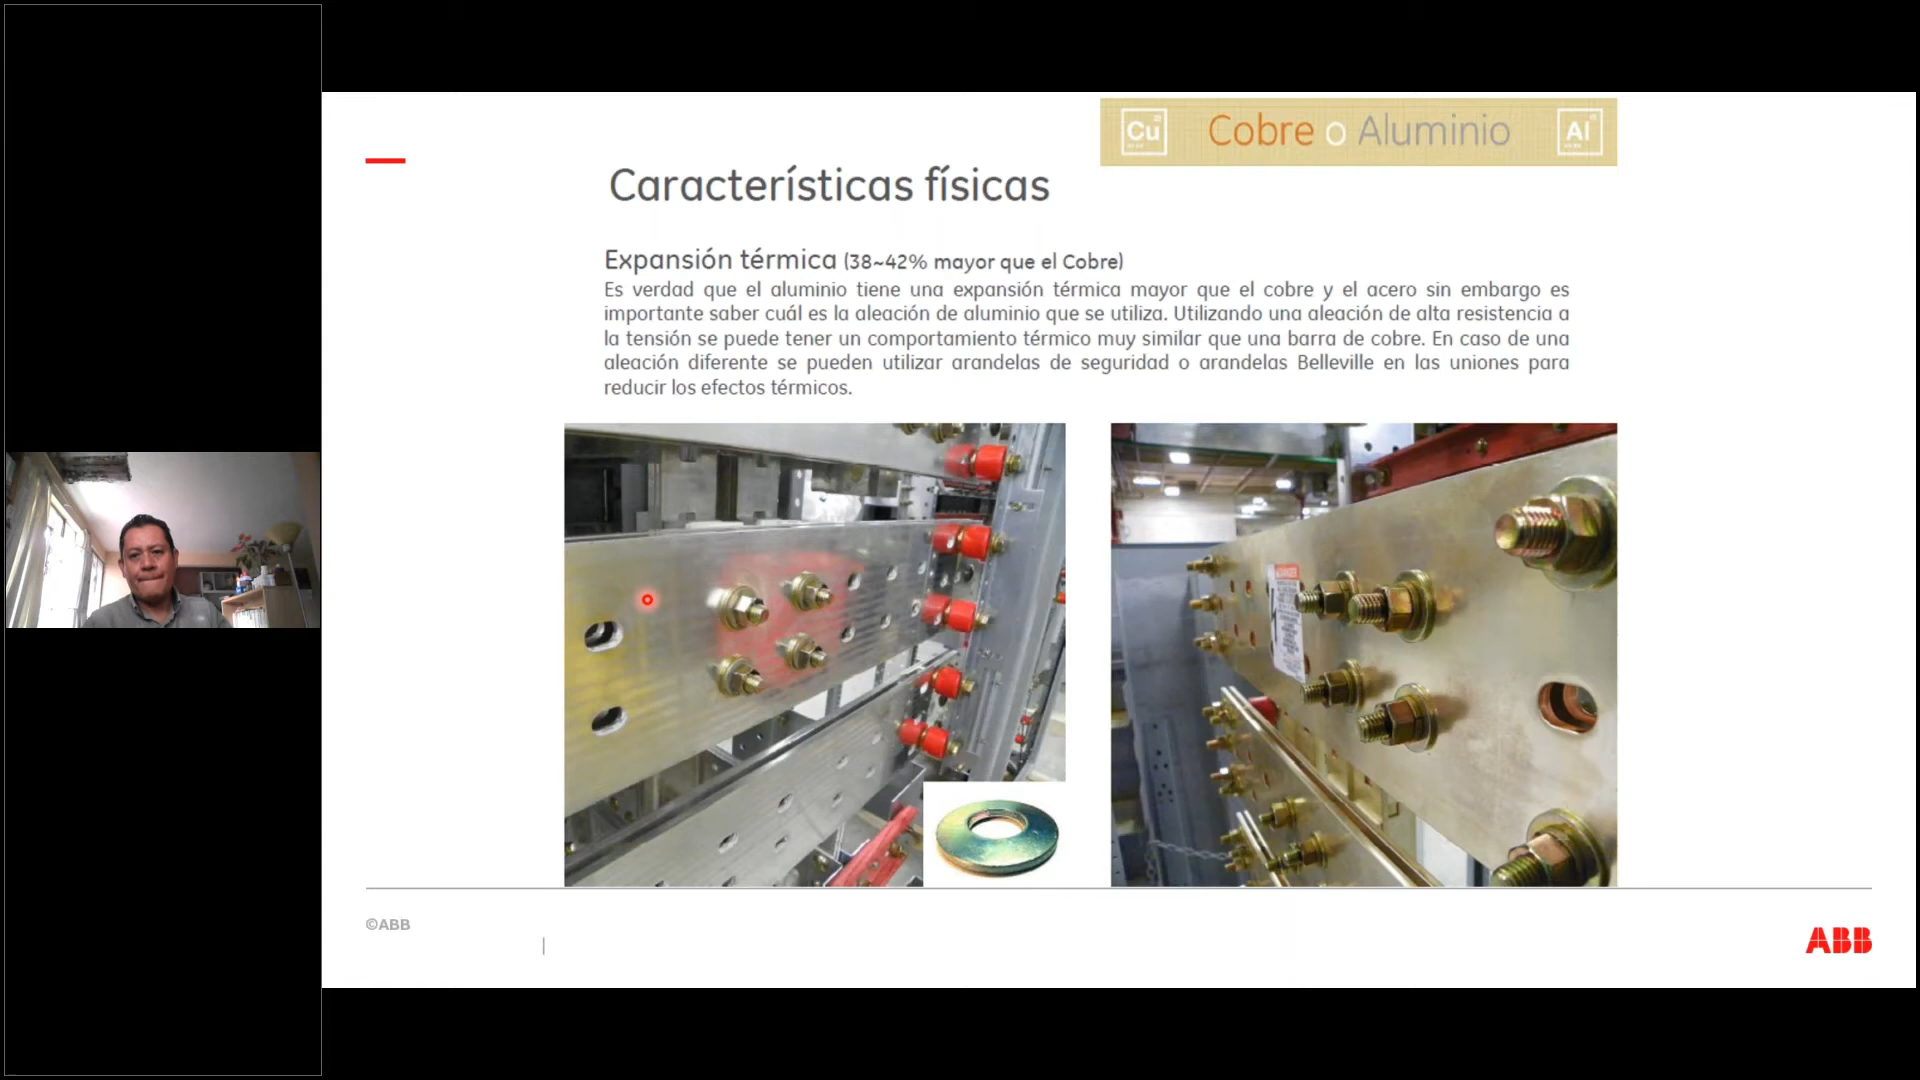 Cu Cobre o Aluminio Al
Características físicas
Expansión térmica (38~42% mayor que el Cobre)
Es verdad que el aluminio tiene una expansión térmica mayor que el cobre y el acero sin embargo es
importante saber cuál es la aleación de aluminio que se utiliza. Utilizando una aleación de alta resistencia a
la tensión se puede tener un comportamiento térmico muy similar que una barra de cobre. En caso de una
aleación diferente se pueden utilizar arandelas de seguridad o arandelas Belleville en las uniones para
reducir los efectos térmicos.
©ABB
ABB